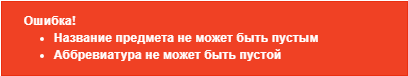 Ошибка!
• Название предмета не может быть пустым
• Аббревиатура не может быть пустой